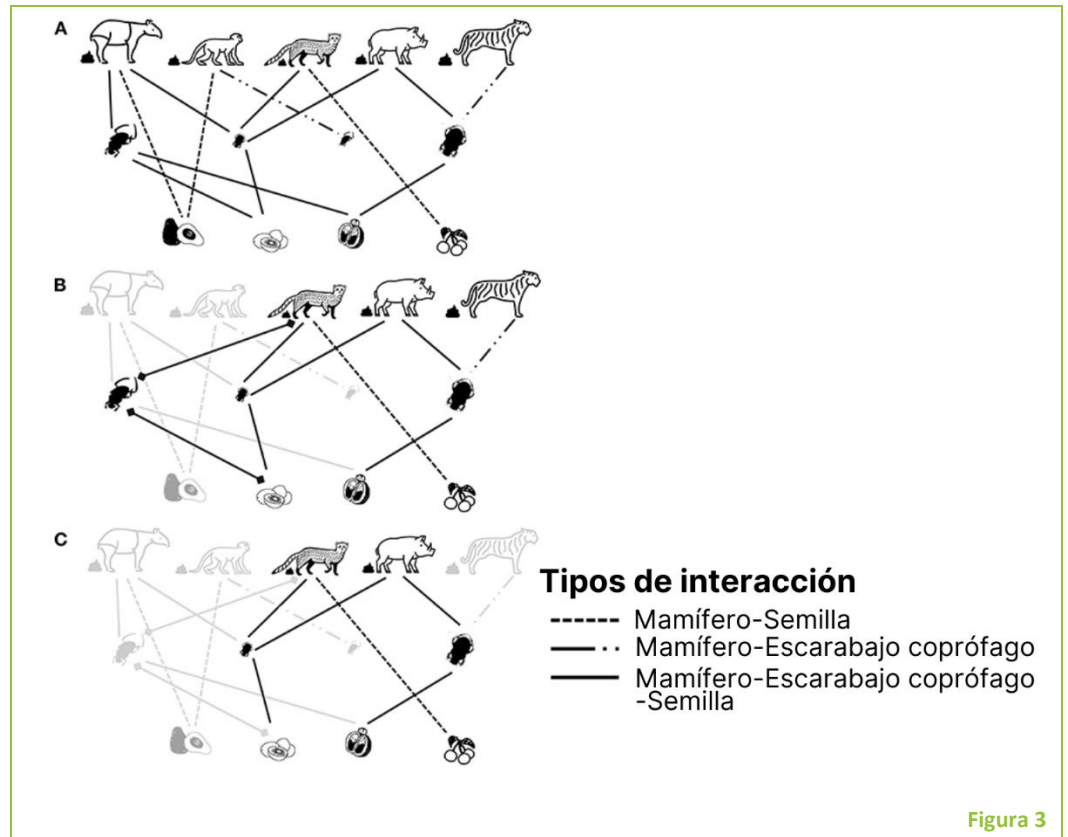 A
B
C
Tipos de interacción
Mamífero-Semilla
Mamífero-Escarabajo coprófago
Mamífero-Escarabajo coprófago
-Semilla
Figura 3